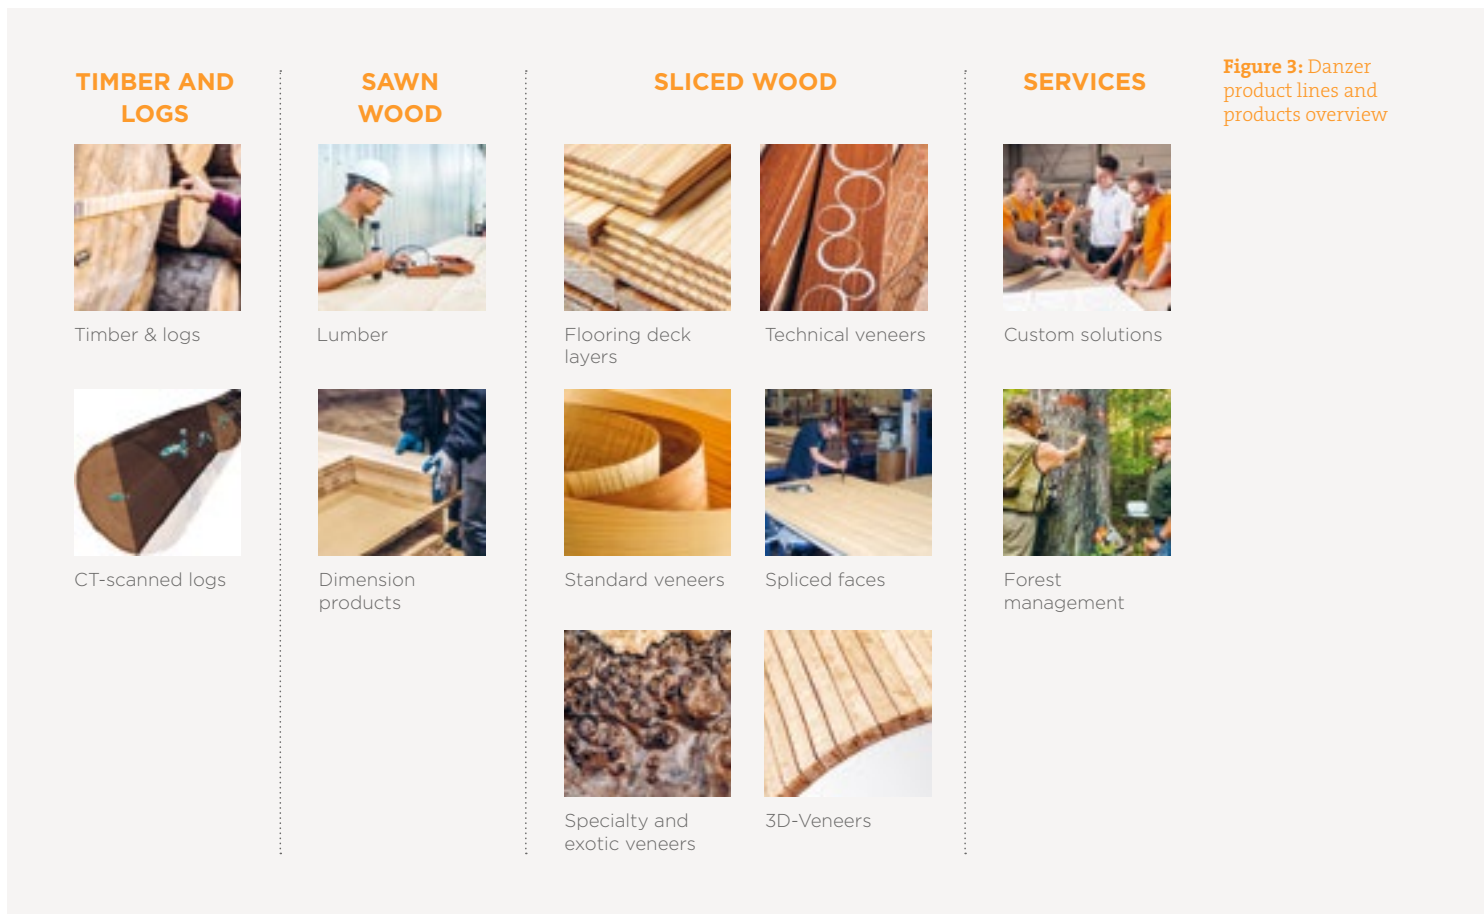 TIMBER AND
LOGS
Timber & logs
CT-scanned logs
SAWN
WOOD
Lumber
Dimension
products
SLICED WOOD
Flooring deck
layers
Technical veneers
Standard veneers
Spliced faces
Specialty and
exotic veneers
3D-Veneers
SERVICES
Custom solutions
Forest
management
Figure 3: Danzer
product lines and
products overview